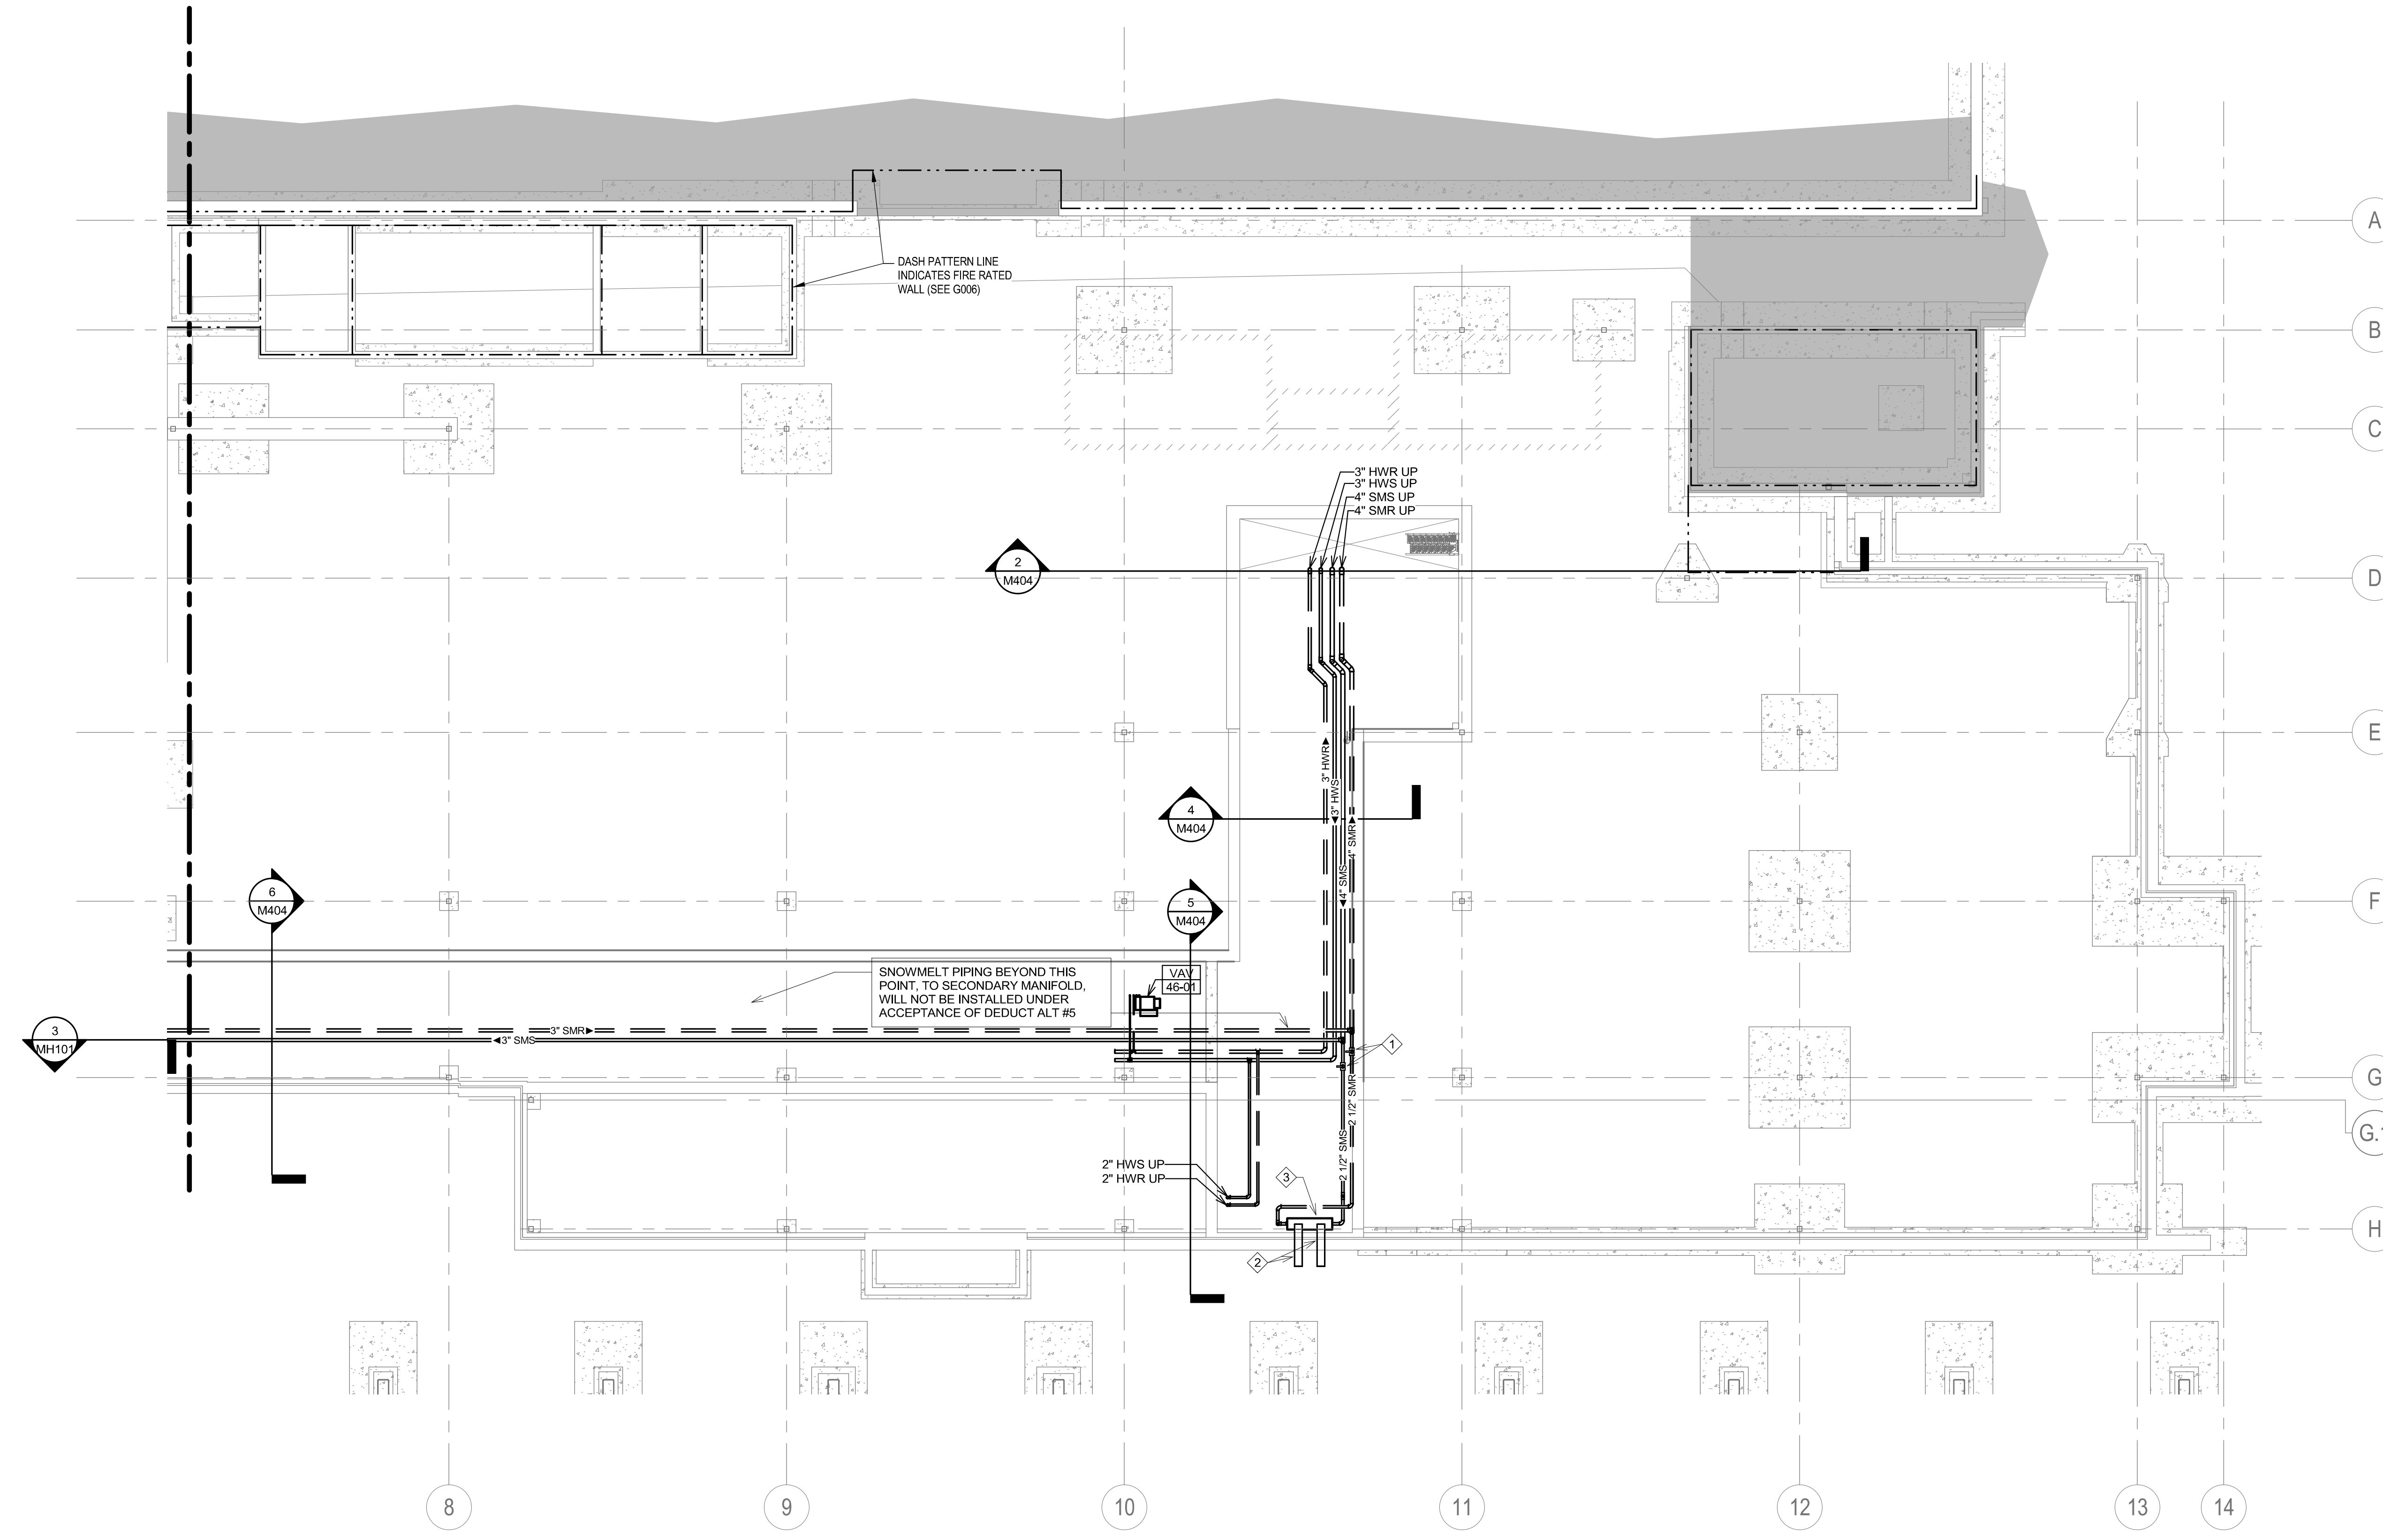 A
DASH PATTERN LINE
INDICATES FIRE RATED
WALL (SEE G006)
B
C
3" HWR UP
3" HWS UP
4" SMS UP
4" SMR UP
2
M404
D
E
3" HWR
3" HWS
4
M404
4" SMR
4" SMS
6
M404
5
M404
F
SNOWMELT PIPING BEYOND THIS
POINT, TO SECONDARY MANIFOLD,
WILL NOT BE INSTALLED UNDER
ACCEPTANCE OF DEDUCT ALT #5
VAV
46-01
3" SMR
3" SMS
3
MH101
1
G
2 1/2" SMR
2 1/2" SMS
G.1
2" HWS UP
2" HWR UP
3
H
2
8
9
10
11
12
13
14